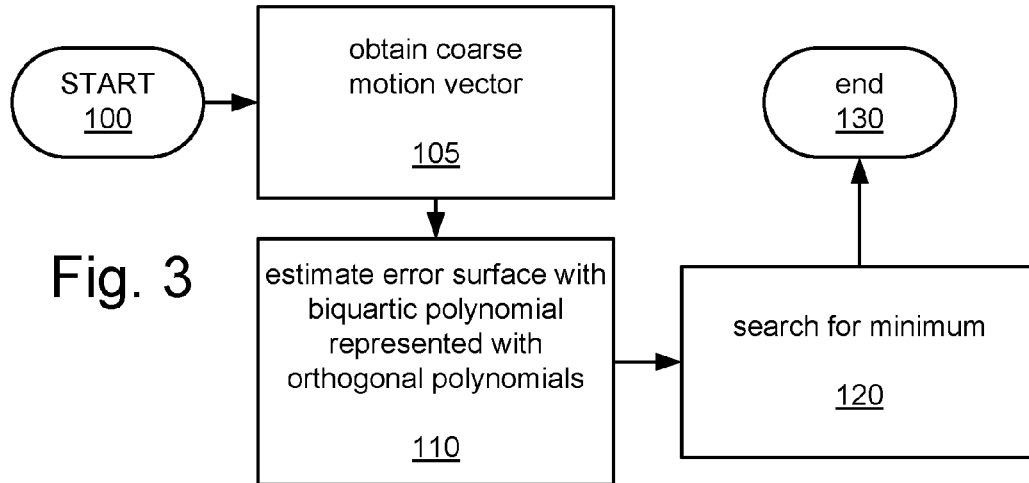 START
100
obtain coarse
motion vector
105
Fig. 3
estimate error surface with
biquartic polynomial
represented with
orthogonal polynomials
110
search for minimum
120
end
130